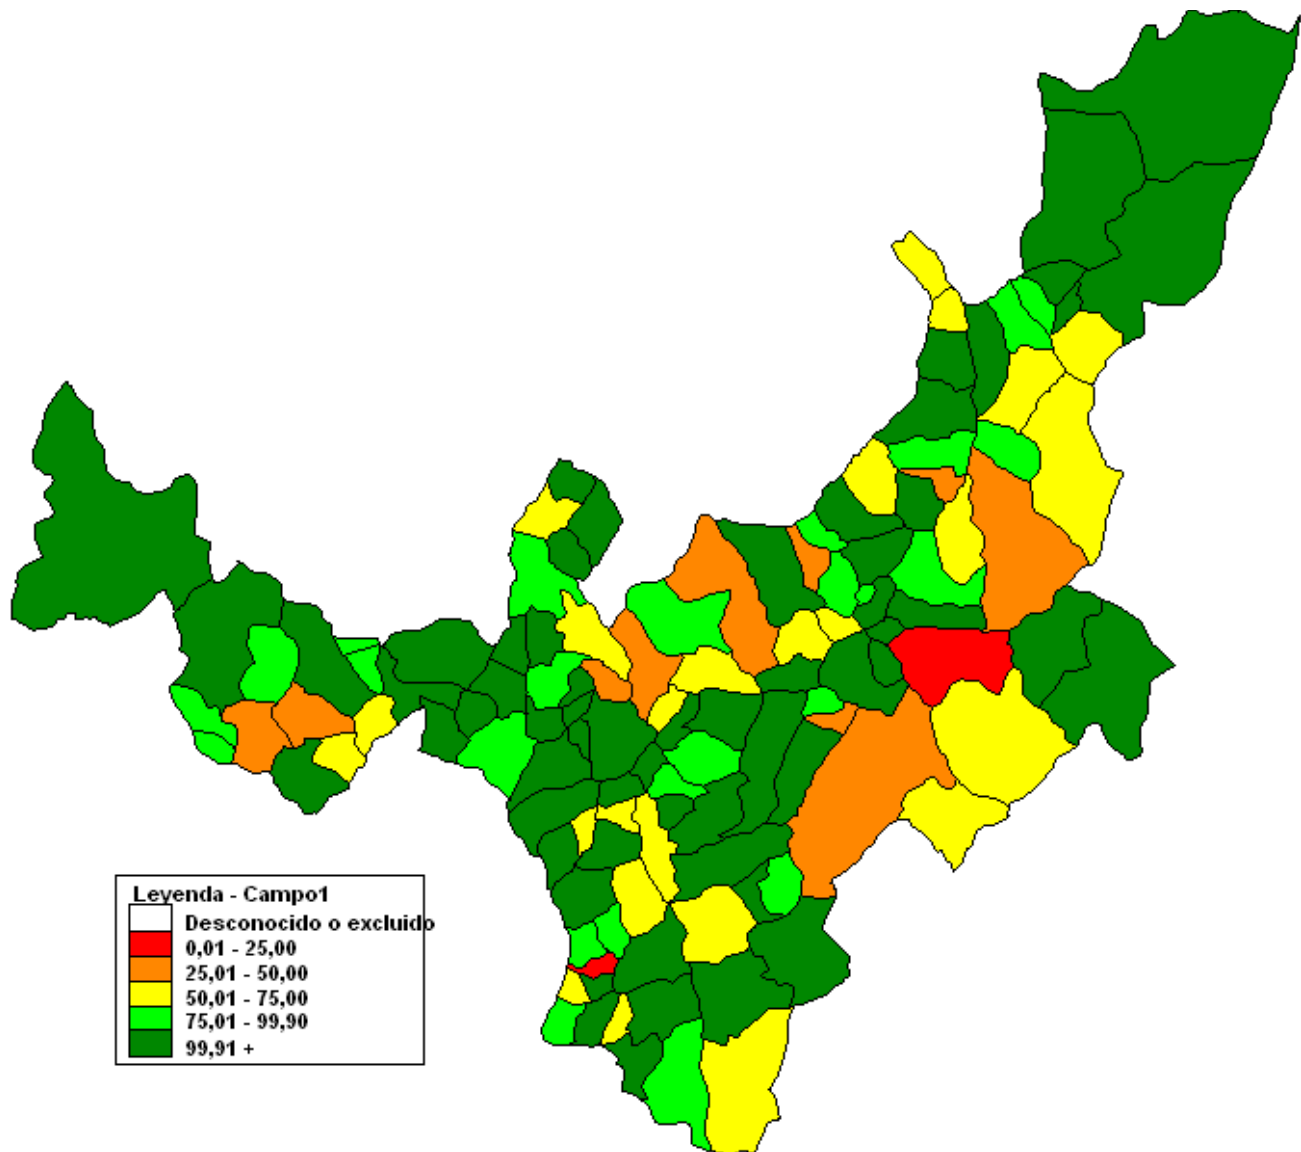 Leyenda - Campo1
Desconocido o excluido
0,01 - 25,00
25,01 - 50,00
50,01 - 75,00
75,01 - 99,90
99,91 +